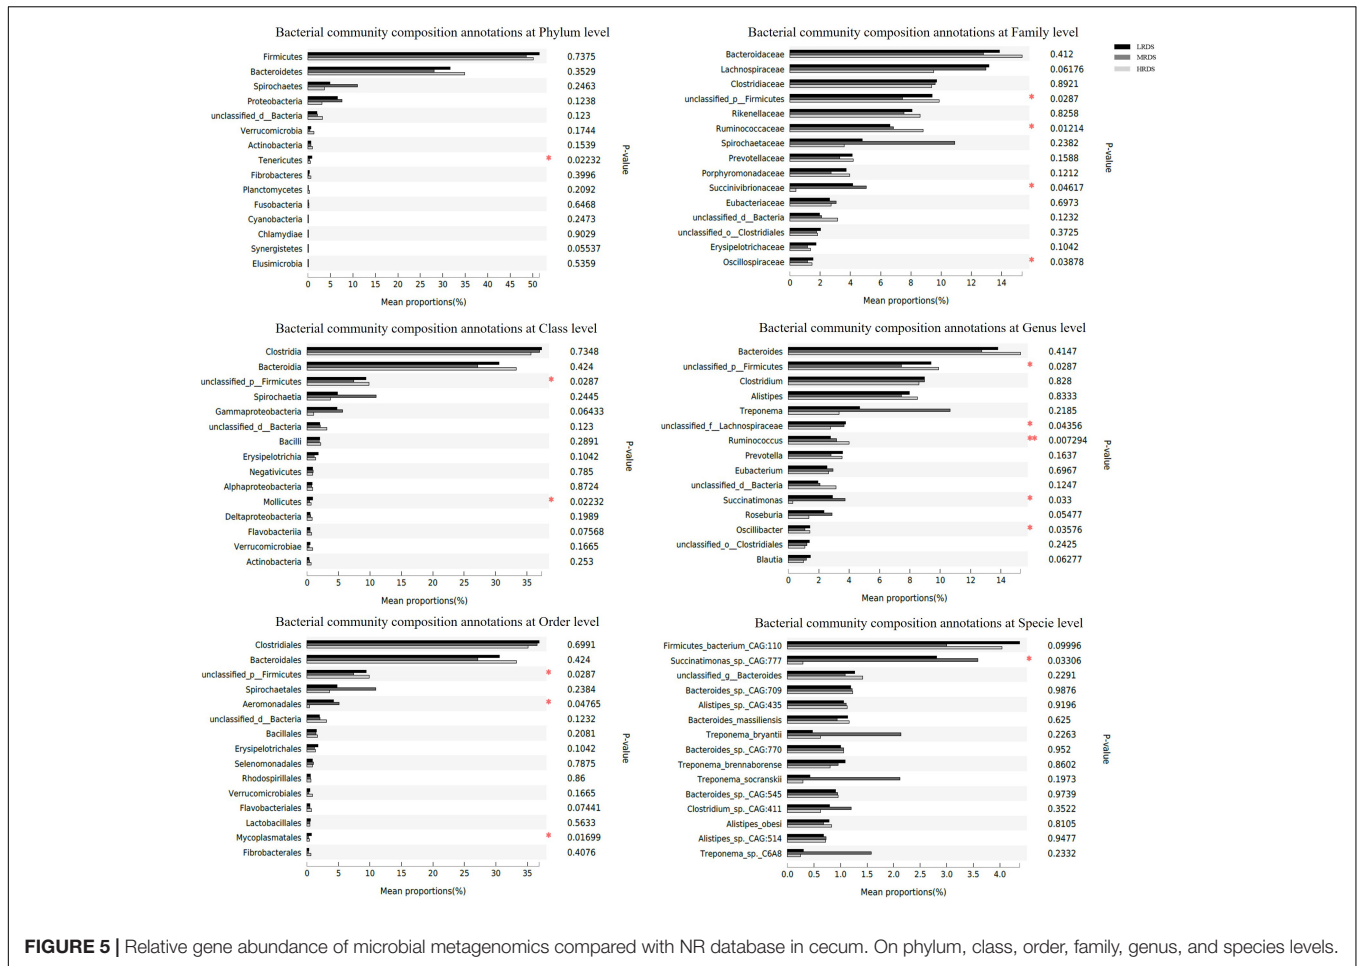 Bacterial community composition annotations at Phylum level
Firmicutes 0.7375
Bacteroidetes 0.3529
Spirochaetes 0.2463
Proteobacteria 0.1238
unclassified_d__Bacteria 0.123
Verrucomicrobia 0.1744
Actinobacteria 0.1539
Tenericutes * 0.02232
Fibrobacteres 0.3996
Planctomycetes 0.2092
Fusobacteria 0.6468
Cyanobacteria 0.2473
Chlamydiae 0.9029
Synergistetes 0.05537
Elusimicrobia 0.5359
P-value
0 5 10 15 20 25 30 35 40 45 50
Mean proportions(%)
Bacterial community composition annotations at Family level
LRDS
MRDS
HRDS
Bacteroidaceae 0.412
Lachnospiraceae 0.06176
Clostridiaceae 0.8921
unclassified_p__Firmicutes * 0.0287
Rikenellaceae 0.8258
Ruminococcaceae * 0.01214
Spirochaetaceae 0.2382
Prevotellaceae 0.1588
Porphyromonadaceae 0.1212
Succinivibrionaceae * 0.04617
Eubacteriaceae 0.6973
unclassified_d__Bacteria 0.1232
unclassified_o__Clostridiales 0.3725
Erysipelotrichaceae 0.1042
Oscillospiraceae * 0.03878
P-value
0 2 4 6 8 10 12 14
Mean proportions(%)
Bacterial community composition annotations at Class level
Clostridia 0.7348
Bacteroidia 0.424
unclassified_p__Firmicutes * 0.0287
Spirochaetia 0.2445
Gammaproteobacteria 0.06433
unclassified_d__Bacteria 0.123
Bacilli 0.2891
Erysipelotrichia 0.1042
Negativicutes 0.785
Alphaproteobacteria 0.8724
Mollicutes * 0.02232
Deltaproteobacteria 0.1989
Flavobacteriia 0.07568
Verrucomicrobiae 0.1665
Actinobacteria 0.253
P-value
0 5 10 15 20 25 30 35
Mean proportions(%)
Bacterial community composition annotations at Genus level
Bacteroides 0.4147
unclassified_p__Firmicutes * 0.0287
Clostridium 0.828
Alistipes 0.8333
Treponema 0.2185
unclassified_f__Lachnospiraceae * 0.04356
Ruminococcus ** 0.007294
Prevotella 0.1637
Eubacterium 0.6967
unclassified_d__Bacteria 0.1247
Succinatimonas * 0.033
Roseburia 0.05477
Oscillibacter * 0.03576
unclassified_o__Clostridiales 0.2425
Blautia 0.06277
P-value
0 2 4 6 8 10 12 14
Mean proportions(%)
Bacterial community composition annotations at Order level
Clostridiales 0.6991
Bacteroidales 0.424
unclassified_p__Firmicutes * 0.0287
Spirochaetales 0.2384
Aeromonadales * 0.04765
unclassified_d__Bacteria 0.1232
Bacillales 0.2081
Erysipelotrichales 0.1042
Selenomonadales 0.7875
Rhodospirillales 0.86
Verrucomicrobiales 0.1665
Flavobacteriales 0.07441
Lactobacillales 0.5633
Mycoplasmatales * 0.01699
Fibrobacterales 0.4076
P-value
0 5 10 15 20 25 30 35
Mean proportions(%)
Bacterial community composition annotations at Specie level
Firmicutes_bacterium_CAG:110 0.09996
Succinatimonas_sp._CAG:777 * 0.03306
unclassified_g__Bacteroides 0.2291
Bacteroides_sp._CAG:709 0.9876
Alistipes_sp._CAG:435 0.9196
Bacteroides_massiliensis 0.625
Treponema_bryantii 0.2263
Bacteroides_sp._CAG:770 0.952
Treponema_brennaborense 0.8602
Treponema_socranskii 0.1973
Bacteroides_sp._CAG:545 0.9739
Clostridium_sp._CAG:411 0.3522
Alistipes_obesi 0.8105
Alistipes_sp._CAG:514 0.9477
Treponema_sp._C6A8 0.2332
P-value
0.0 0.5 1.0 1.5 2.0 2.5 3.0 3.5 4.0
Mean proportions(%)
FIGURE 5 | Relative gene abundance of microbial metagenomics compared with NR database in cecum. On phylum, class, order, family, genus, and species levels.